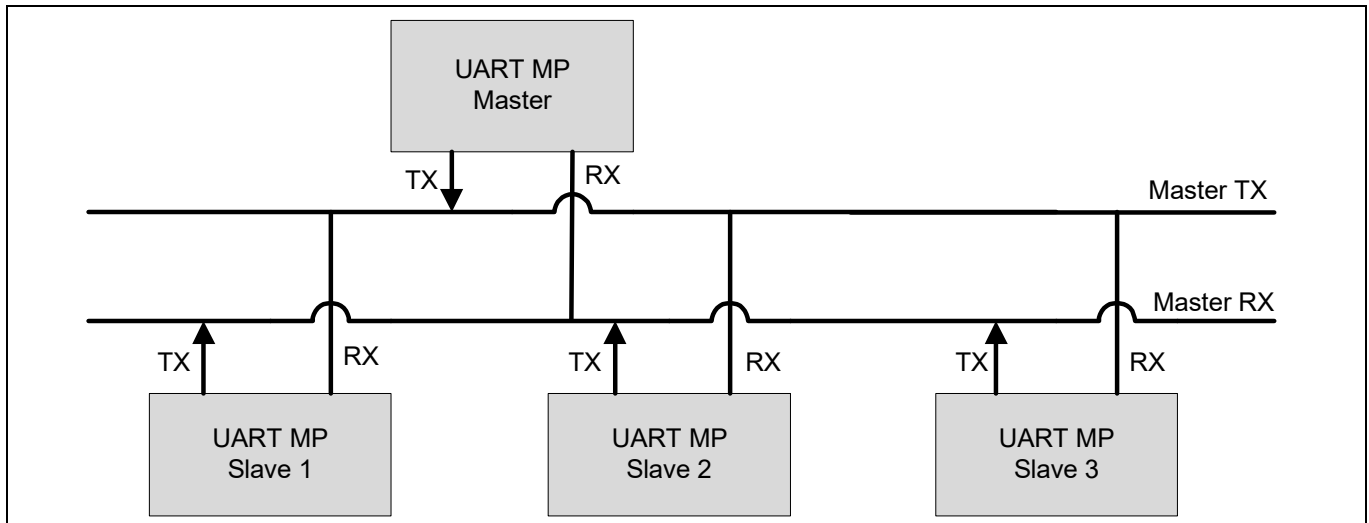 UART MP
Master
TX
RX
Master TX
Master RX
TX
RX
TX
RX
TX
RX
UART MP
Slave 1
UART MP
Slave 2
UART MP
Slave 3